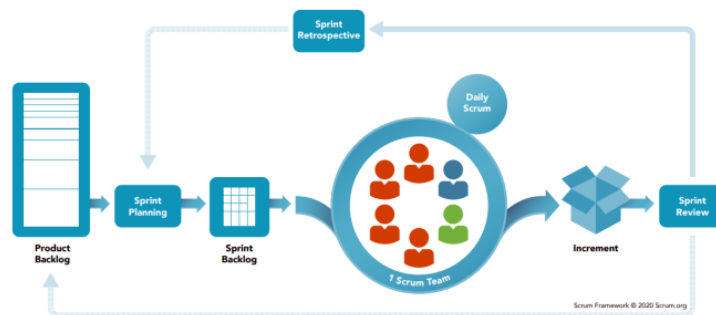 Sprint
Retrospective
Daily
Scrum
Sprint
Planning
Sprint
Review
Product
Backlog
Sprint
Backlog
1 Scrum Team
Increment
Scrum Framework © 2020 Scrum.org